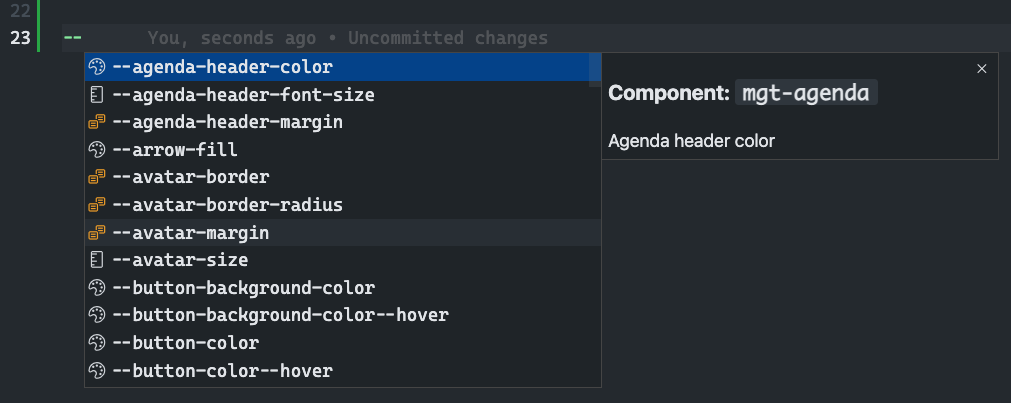 22
23 -- You, seconds ago • Uncommitted changes
--agenda-header-color
--agenda-header-font-size
--agenda-header-margin
--arrow-fill
--avatar-border
--avatar-border-radius
--avatar-margin
--avatar-size
--button-background-color
--button-background-color--hover
--button-color
--button-color--hover
Component: mgt-agenda
Agenda header color